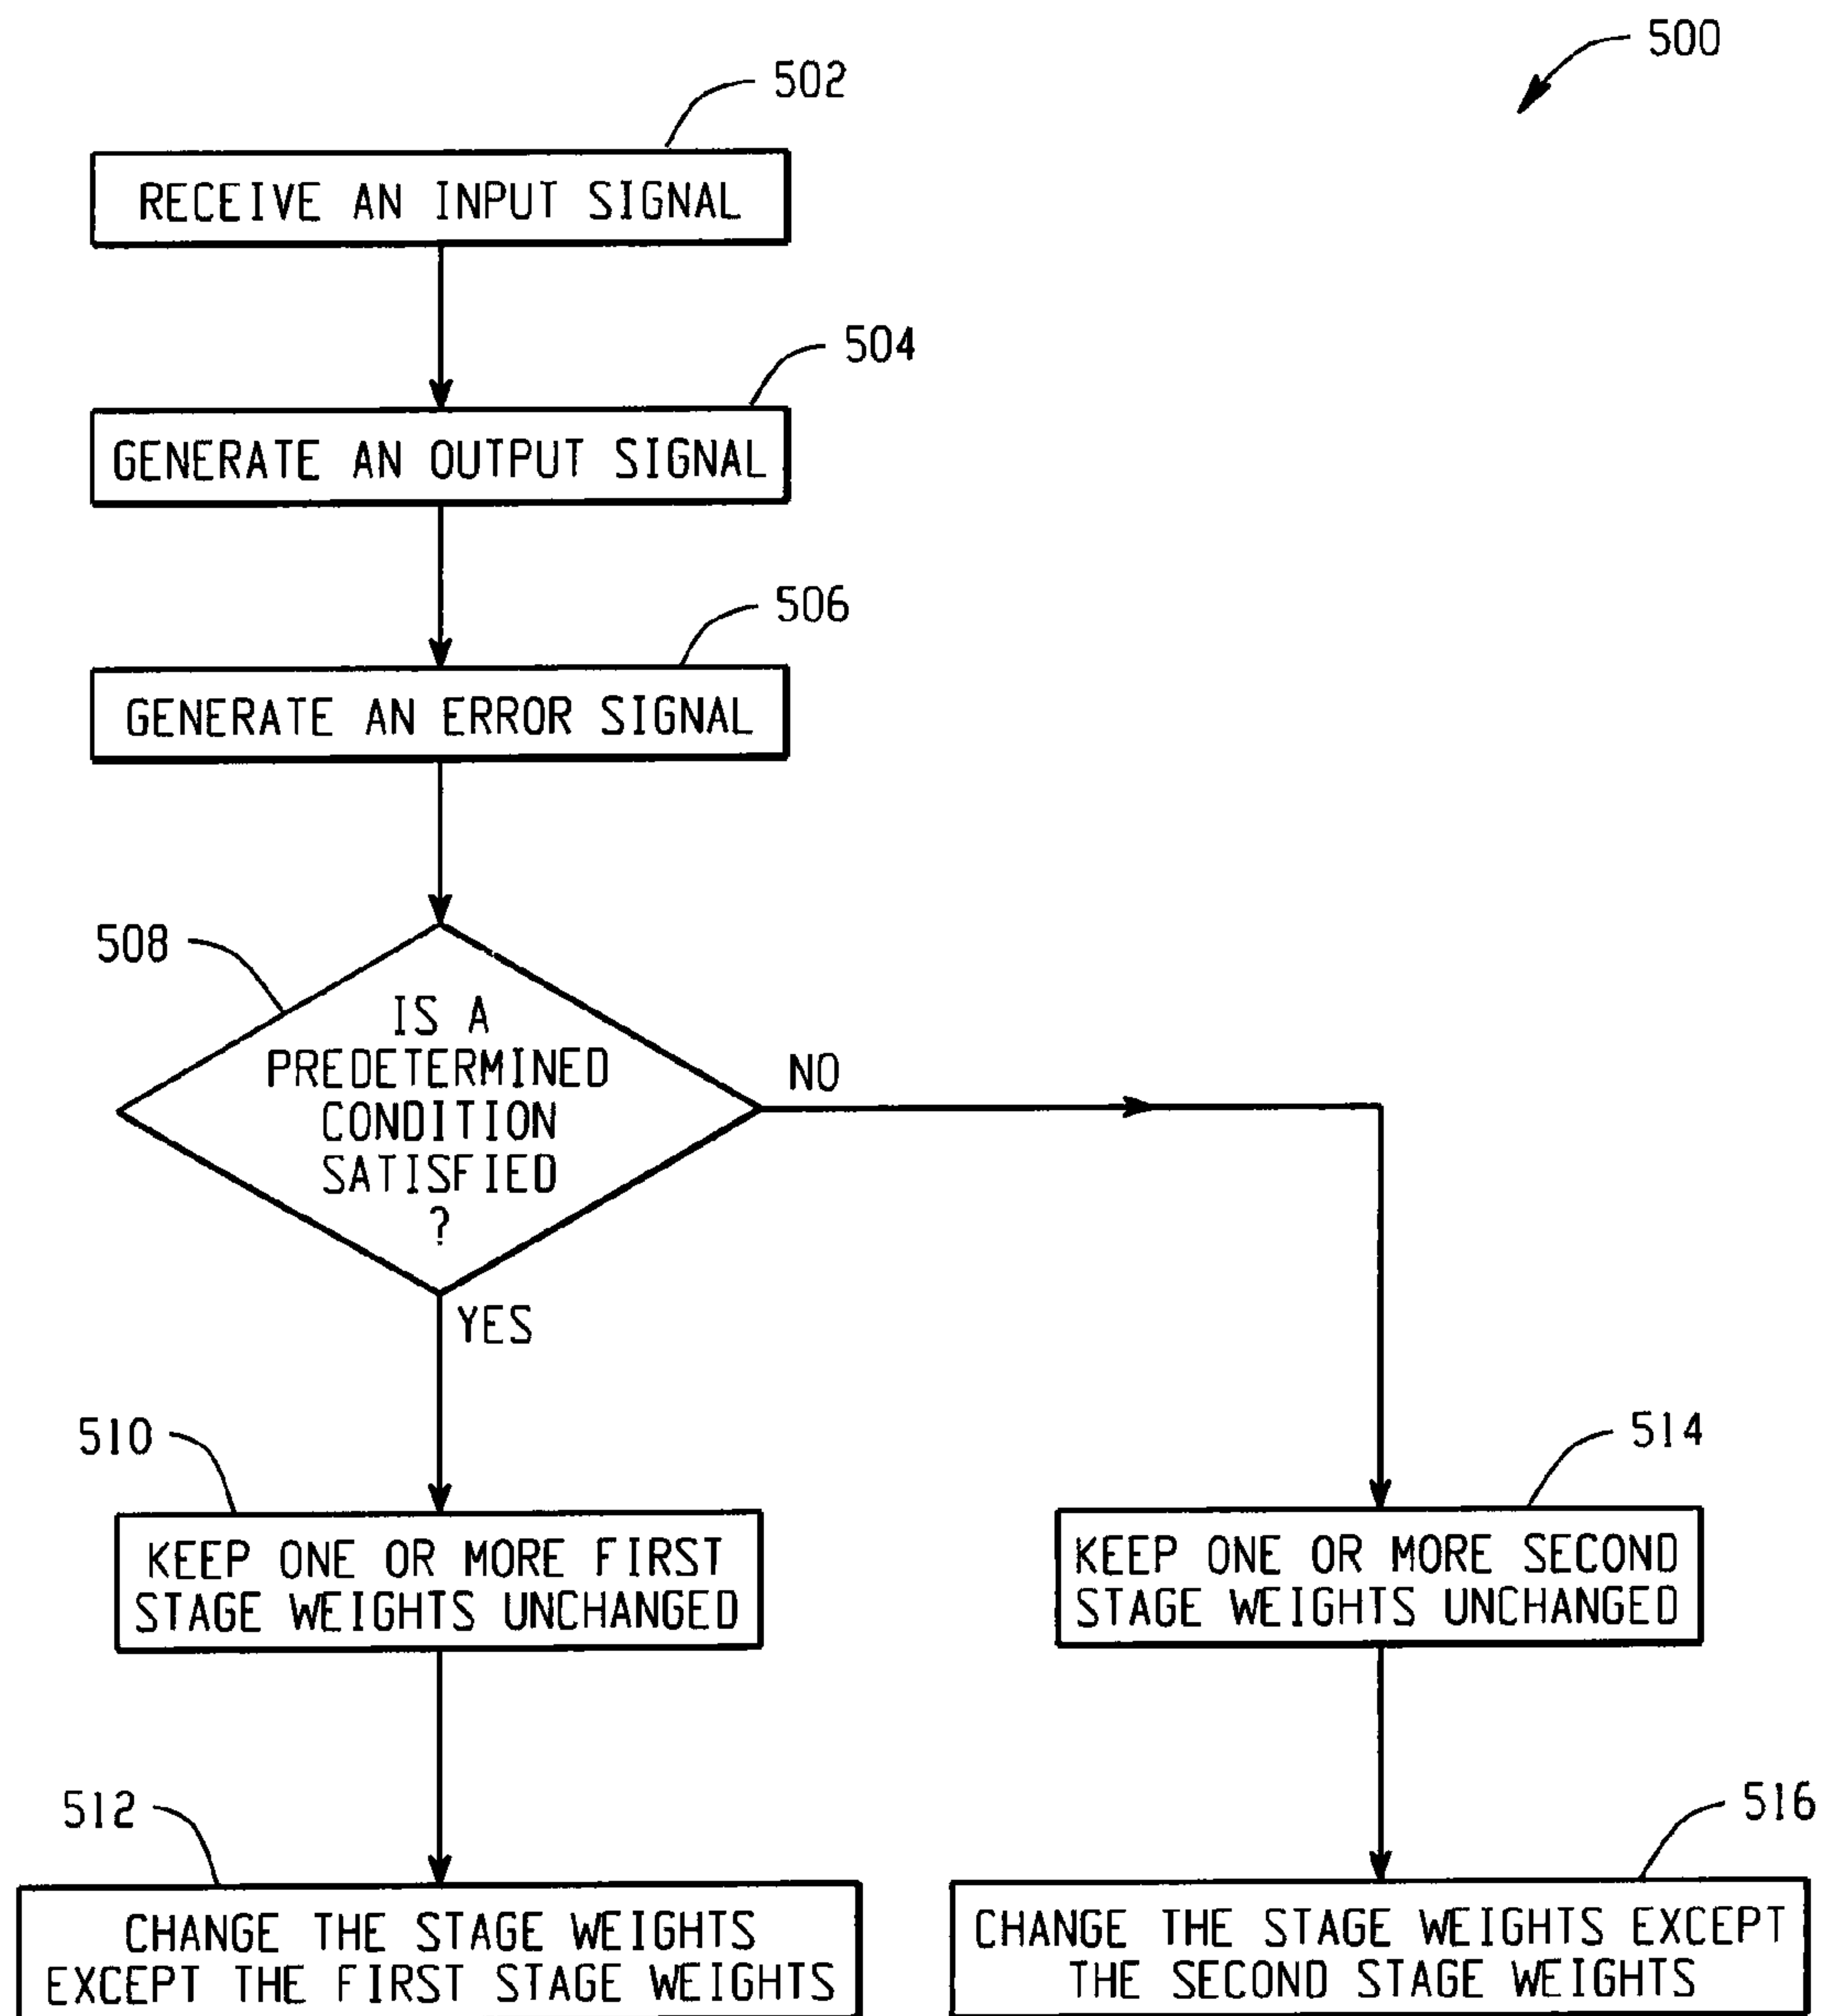 500
502
RECEIVE AN INPUT SIGNAL
504
GENERATE AN OUTPUT SIGNAL
506
GENERATE AN ERROR SIGNAL
508
IS A
PREDETERMINED
CONDITION
SATISFIED
?
NO
YES
510
KEEP ONE OR MORE FIRST
STAGE WEIGHTS UNCHANGED
514
KEEP ONE OR MORE SECOND
STAGE WEIGHTS UNCHANGED
512
CHANGE THE STAGE WEIGHTS
EXCEPT THE FIRST STAGE WEIGHTS
516
CHANGE THE STAGE WEIGHTS EXCEPT
THE SECOND STAGE WEIGHTS